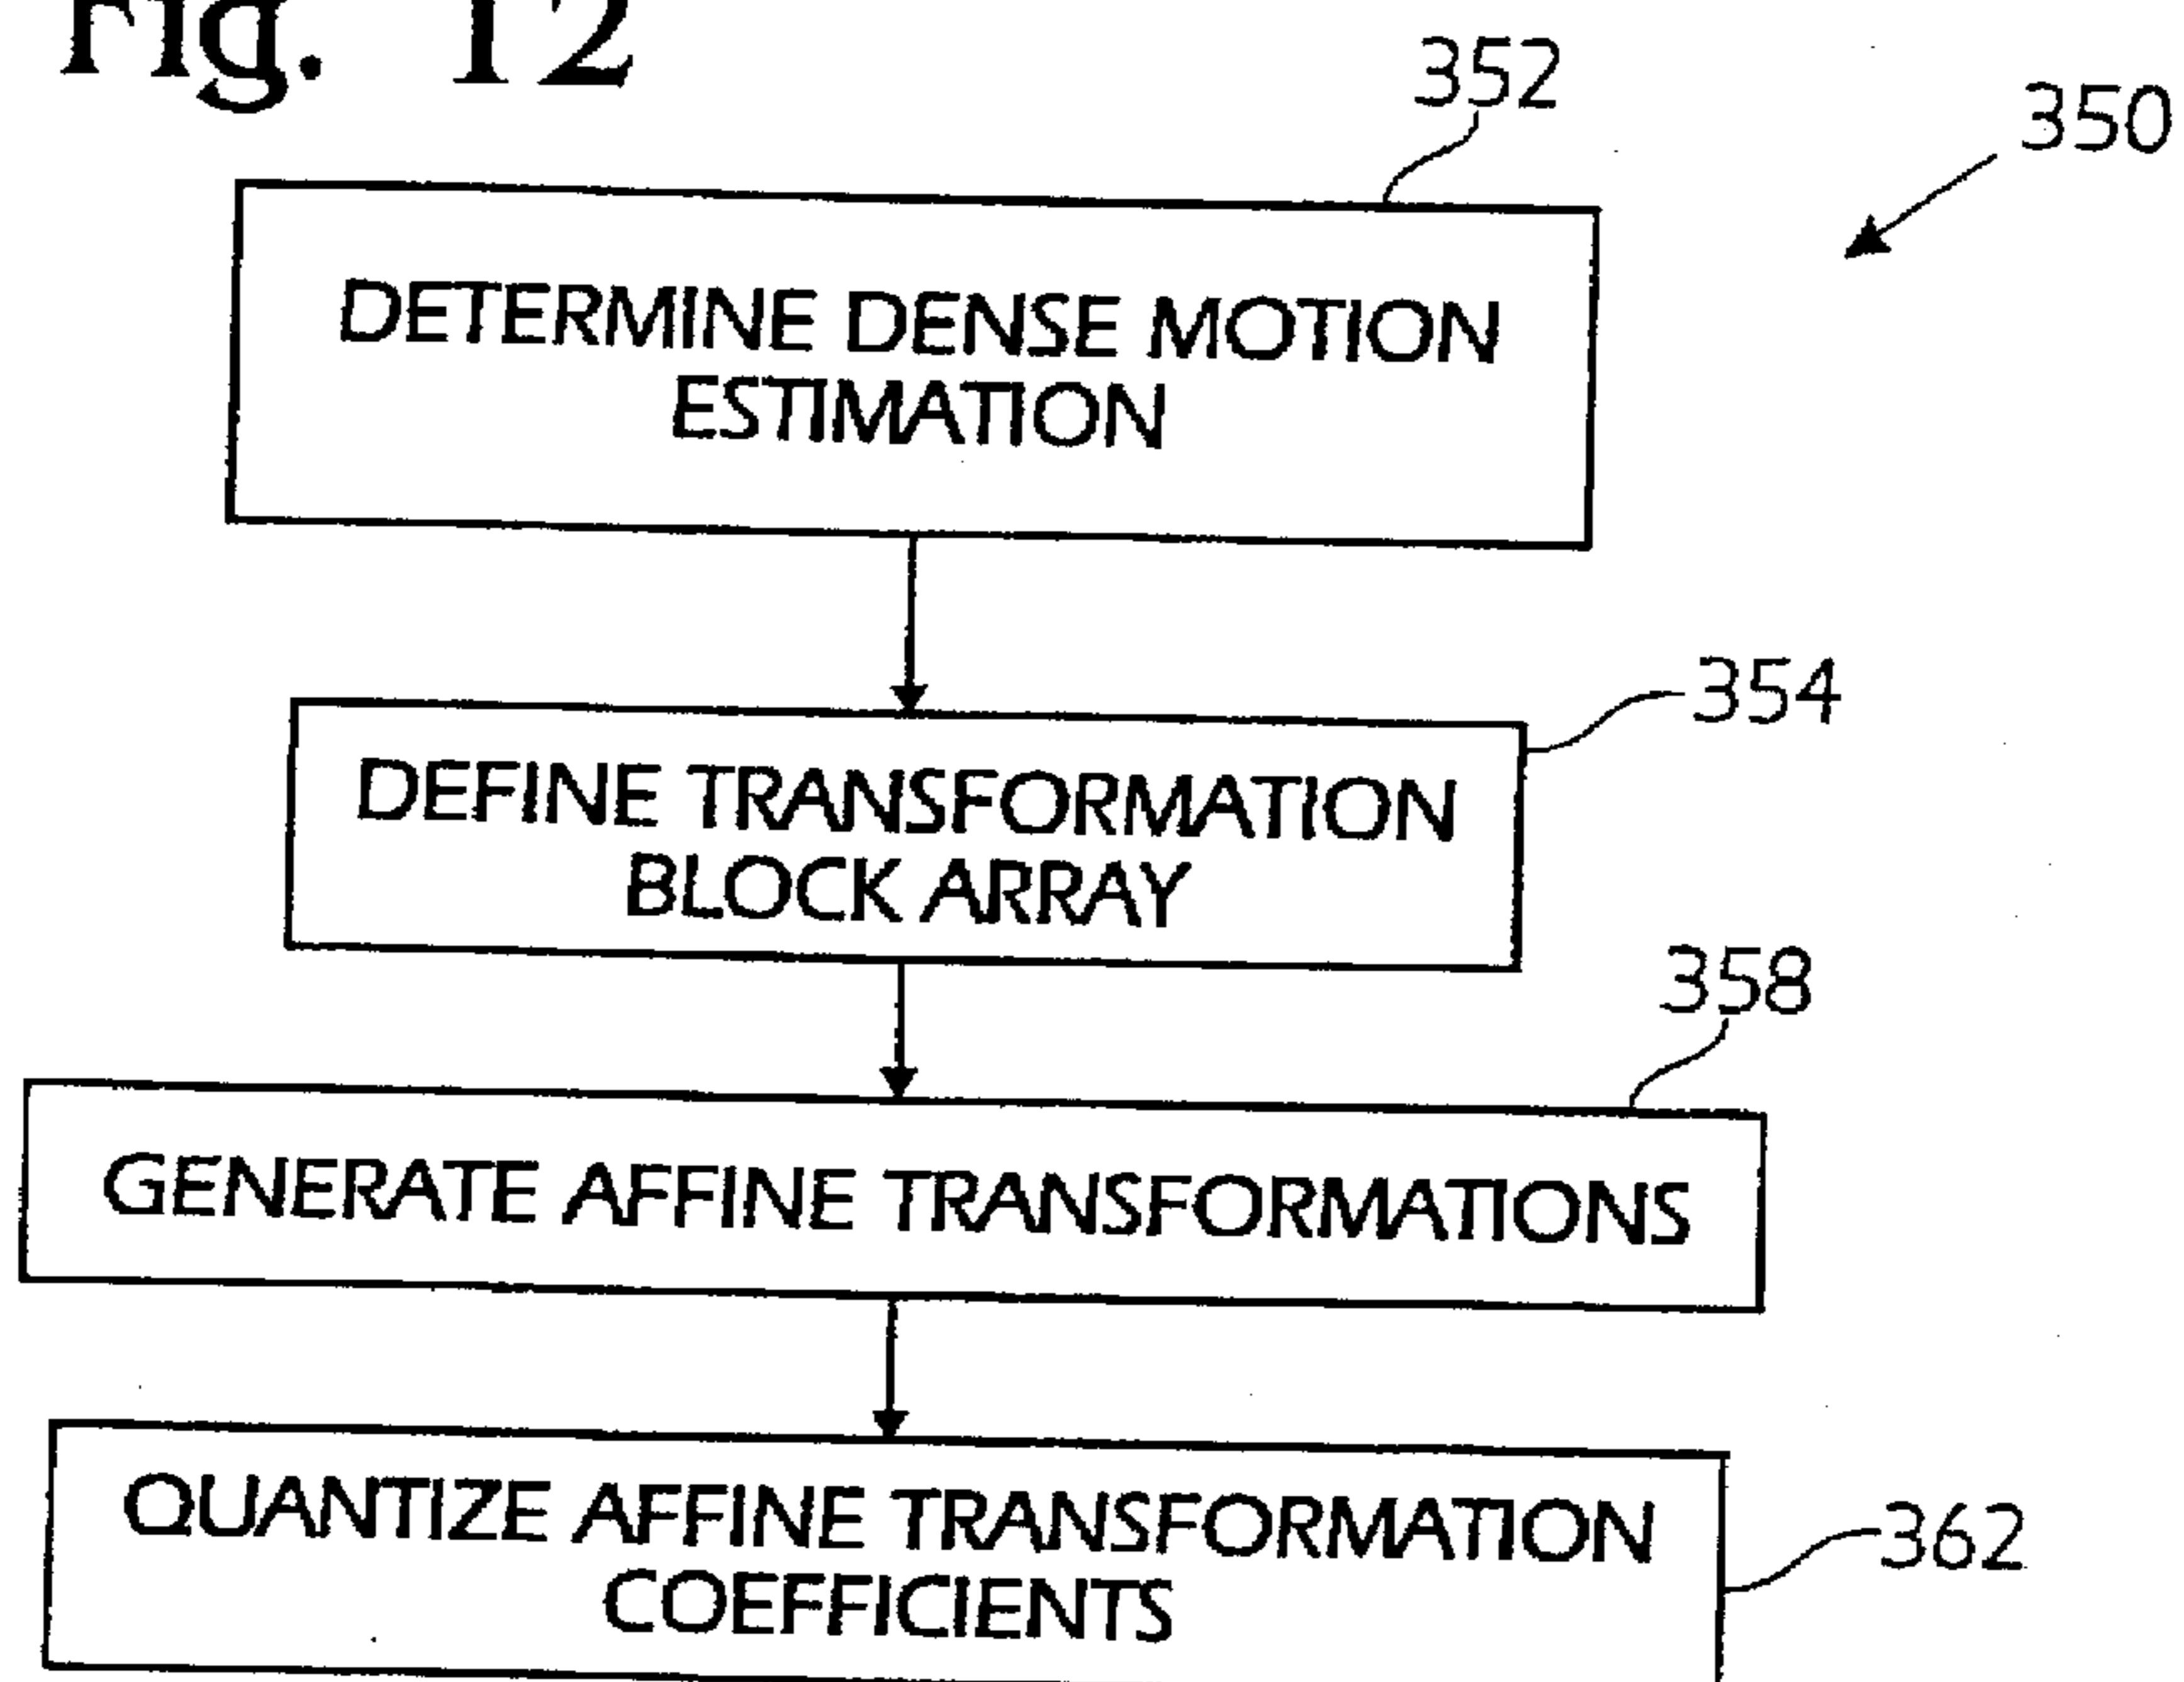 Fig. 12
352
350
DETERMINE DENSE MOTION
ESTIMATION
354
DEFINE TRANSFORMATION
BLOCK ARRAY
358
GENERATE AFFINE TRANSFORMATIONS
QUANTIZE AFFINE TRANSFORMATION
COEFFICIENTS
362